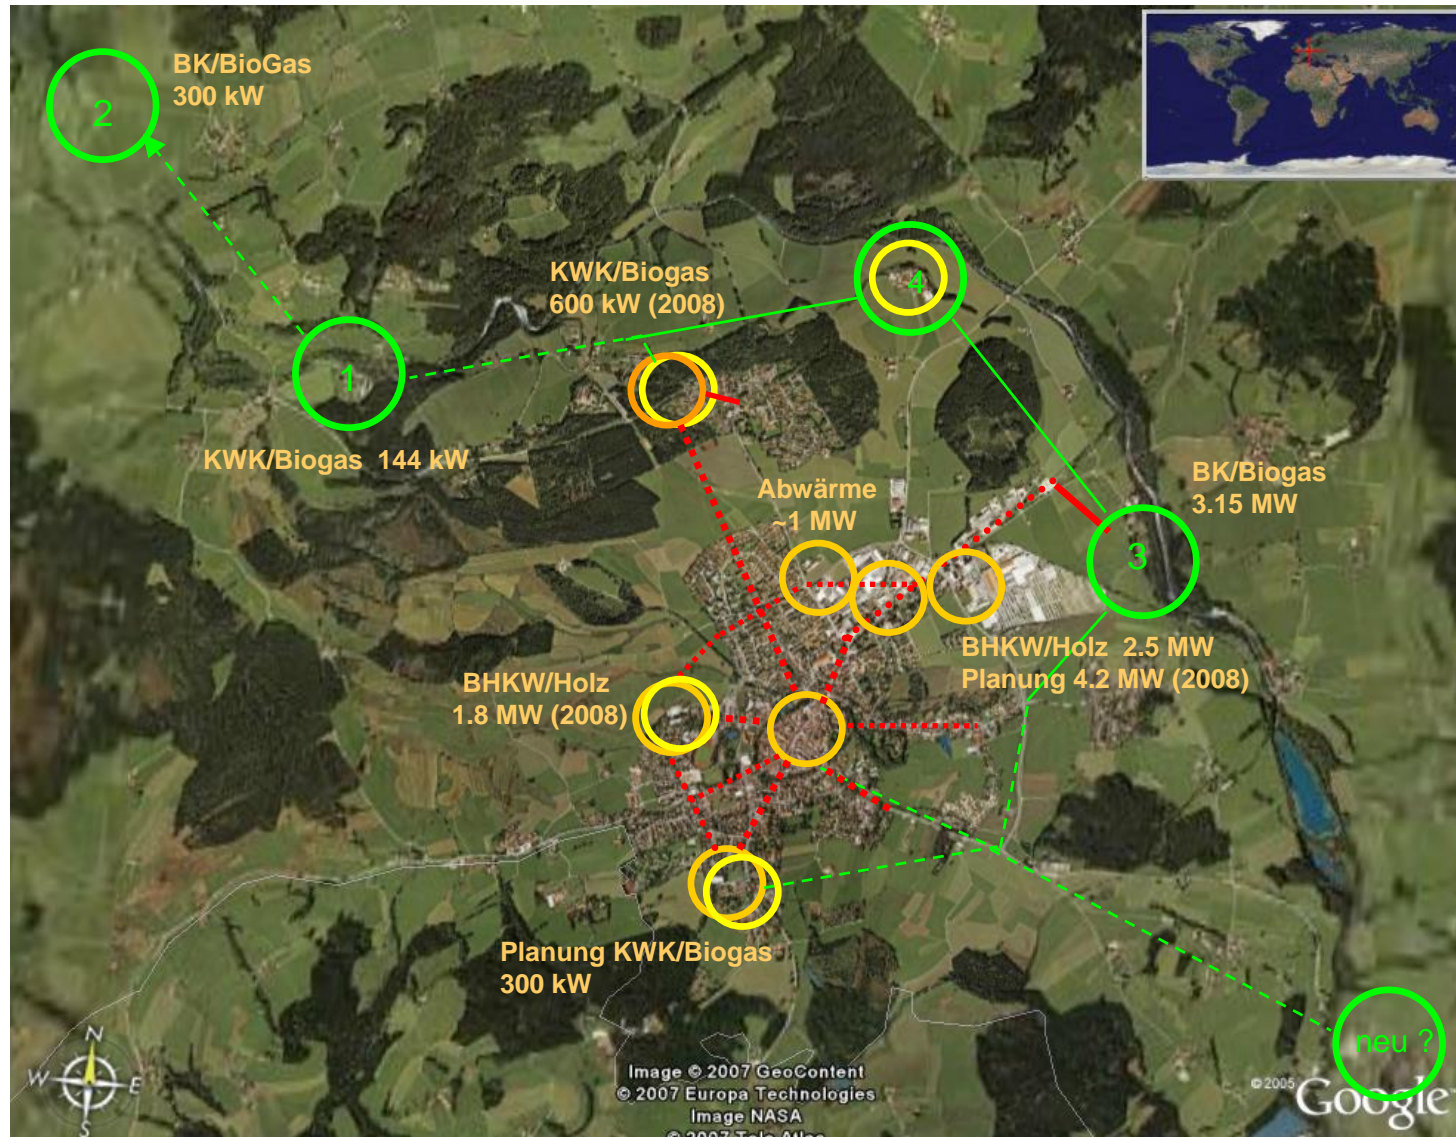 BK/BioGas
300 kW
2
KWK/Biogas
600 kW (2008)
4
1
KWK/Biogas 144 kW
BK/Biogas
3.15 MW
Abwärme
~1 MW
3
BHKW/Holz 2.5 MW
Planung 4.2 MW (2008)
BHKW/Holz
1.8 MW (2008)
Planung KWK/Biogas
300 kW
neu ?
N
W
E
S
Image © 2007 GeoContent
© 2007 Europa Technologies
Image NASA
© 2007 Tele Atlas
© 2005
Google